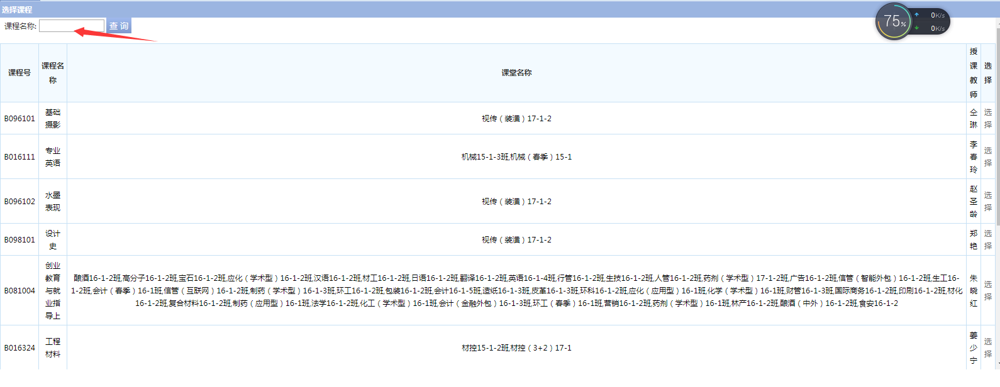 选择课程
课程名称:
查 询
75%
0K/s
0K/s
课程号
课程名
称
课堂名称
授
课
教
师
选
择
B096101
基础
摄影
视传（装潢）17-1-2
仝
琳
选
择
B016111
专业
英语
机械15-1-3班,机械（春季）15-1
李
春
玲
选
择
B096102
水墨
表现
视传（装潢）17-1-2
赵
圣
龄
选
择
B098101
设计
史
视传（装潢）17-1-2
郑
艳
选
择
B081004
创业
教育
与就
业指
导上
酿酒16-1-2班,高分子16-1-2班,宝石16-1-2班,应化（学术型）16-1-2班,汉语16-1-2班,材工16-1-2班,日语16-1-2班,翻译16-1-2班,英语16-1-4班,行管16-1-2班,生技16-1-2班,人管16-1-2班,药剂（学术型）17-1-2班,广告16-1-2班,信管（智能外包）16-1-2班,生工16-
1-2班,会计（春季）16-1班,信管（互联网）16-1-2班,制药（学术型）16-1-3班,环工16-1-2班,包装16-1-2班,会计16-1-5班,造纸16-1-3班,皮革16-1-3班,环科16-1-2班,应化（应用型）16-1班,化学（学术型）16-1班,财管16-1-3班,国际商务16-1-2班,印刷16-1-2班,材化
16-1-2班,复合材料16-1-2班,制药（应用型）16-1班,法学16-1-2班,化工（学术型）16-1班,会计（金融外包）16-1-3班,环工（春季）16-1班,营销16-1-2班,药剂（学术型）16-1班,林产16-1-2班,酿酒（中外）16-1-2班,食安16-1-2
朱
晓
红
选
择
B016324
工程
材料
材控15-1-2班,材控（3+2）17-1
姜
少
宁
选
择